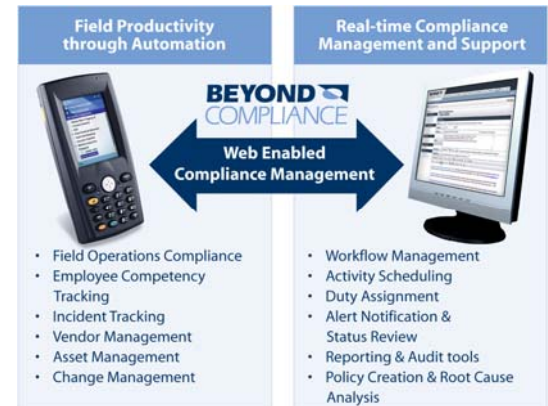 Field Productivity
through Automation
Real-time Compliance
Management and Support
BEYOND
COMPLIANCE
Web Enabled
Compliance Management
• Field Operations Compliance
• Employee Competency
Tracking
• Incident Tracking
• Vendor Management
• Asset Management
• Change Management
• Workflow Management
• Activity Scheduling
• Duty Assignment
• Alert Notification &
Status Review
• Reporting & Audit tools
• Policy Creation & Root Cause
Analysis